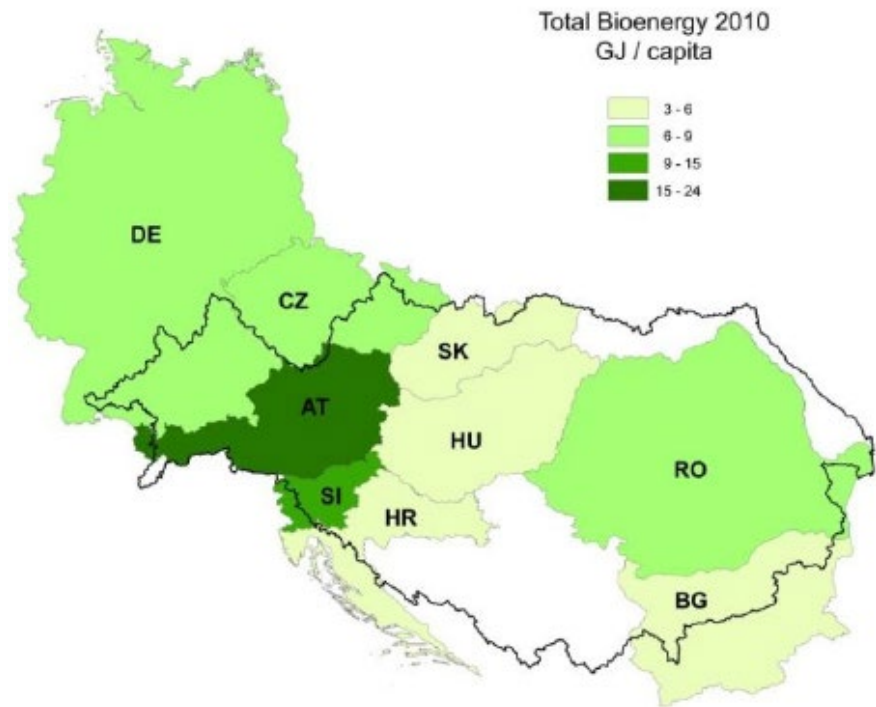 Total Bioenergy 2010
GJ / capita
3 - 6
6 - 9
9 - 15
15 - 24
DE
CZ
SK
AT
HU
RO
SI
HR
BG